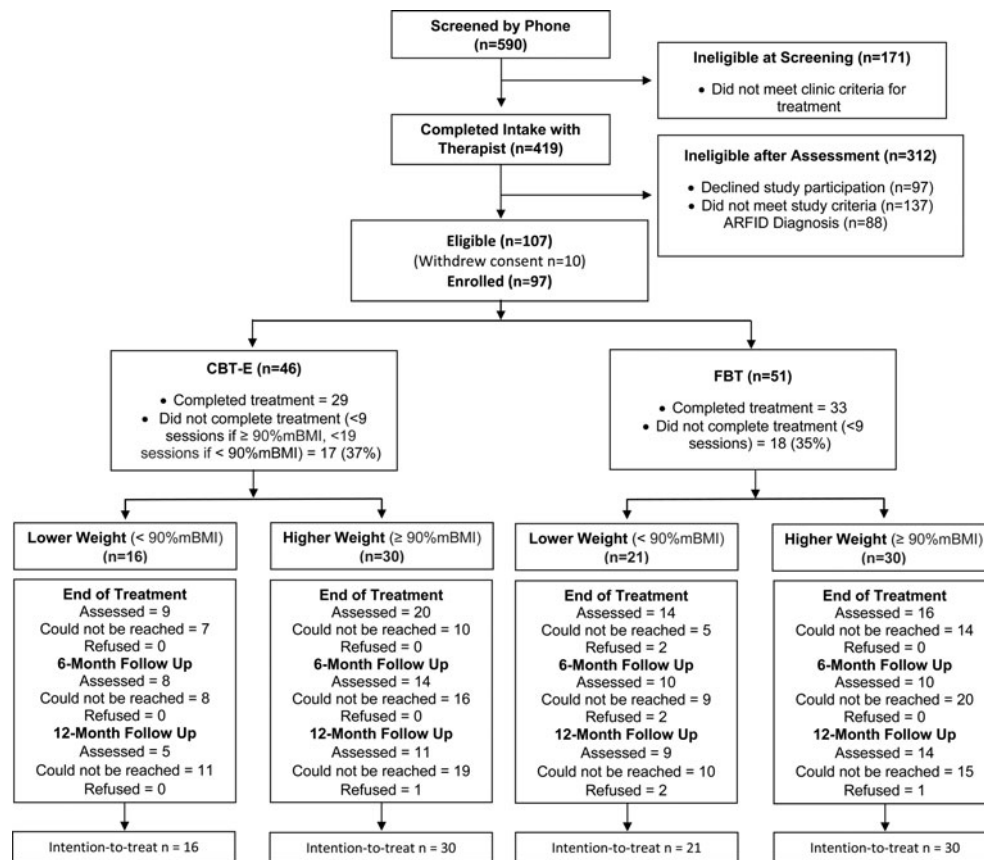 Screened by Phone
(n=590)
Ineligible at Screening (n=171)
• Did not meet clinic criteria for
treatment
Completed Intake with
Therapist (n=419)
Ineligible after Assessment (n=312)
• Declined study participation (n=97)
• Did not meet study criteria (n=137)
ARFID Diagnosis (n=88)
Eligible (n=107)
(Withdrew consent n=10)
Enrolled (n=97)
CBT-E (n=46)
• Completed treatment = 29
• Did not complete treatment (<9
sessions if ≥ 90%mBMI, <19
sessions if < 90%mBMI) = 17 (37%)
FBT (n=51)
• Completed treatment = 33
• Did not complete treatment (<9
sessions) = 18 (35%)
Lower Weight (< 90%mBMI)
(n=16)
Higher Weight (≥ 90%mBMI)
(n=30)
Lower Weight (< 90%mBMI)
(n=21)
Higher Weight (≥ 90%mBMI)
(n=30)
End of Treatment
Assessed = 9
Could not be reached = 7
Refused = 0
6-Month Follow Up
Assessed = 8
Could not be reached = 8
Refused = 0
12-Month Follow Up
Assessed = 5
Could not be reached = 11
Refused = 0
End of Treatment
Assessed = 20
Could not be reached = 10
Refused = 0
6-Month Follow Up
Assessed = 14
Could not be reached = 16
Refused = 0
12-Month Follow Up
Assessed = 11
Could not be reached = 19
Refused = 1
End of Treatment
Assessed = 14
Could not be reached = 5
Refused = 2
6-Month Follow Up
Assessed = 10
Could not be reached = 9
Refused = 2
12-Month Follow Up
Assessed = 9
Could not be reached = 10
Refused = 2
End of Treatment
Assessed = 16
Could not be reached = 14
Refused = 0
6-Month Follow Up
Assessed = 10
Could not be reached = 20
Refused = 0
12-Month Follow Up
Assessed = 14
Could not be reached = 15
Refused = 1
Intention-to-treat n = 16
Intention-to-treat n = 30
Intention-to-treat n = 21
Intention-to-treat n = 30